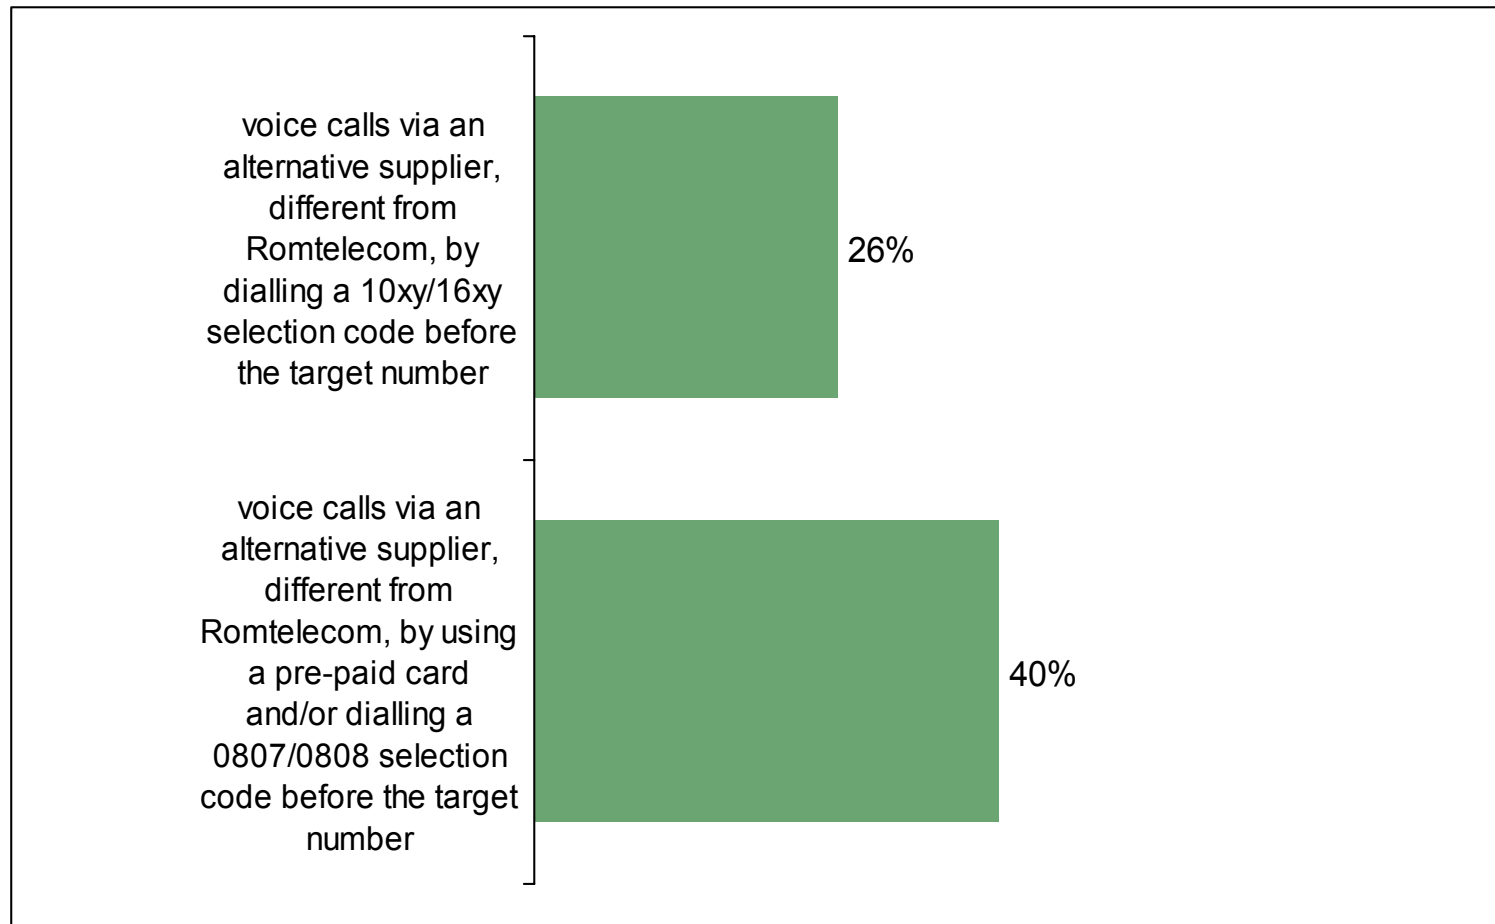 voice calls via an
alternative supplier,
different from
Romtelecom, by
dialling a 10xy/16xy
selection code before
the target number
26%
voice calls via an
alternative supplier,
different from
Romtelecom, by using
a pre-paid card
and/or dialling a
0807/0808 selection
code before the target
number
40%